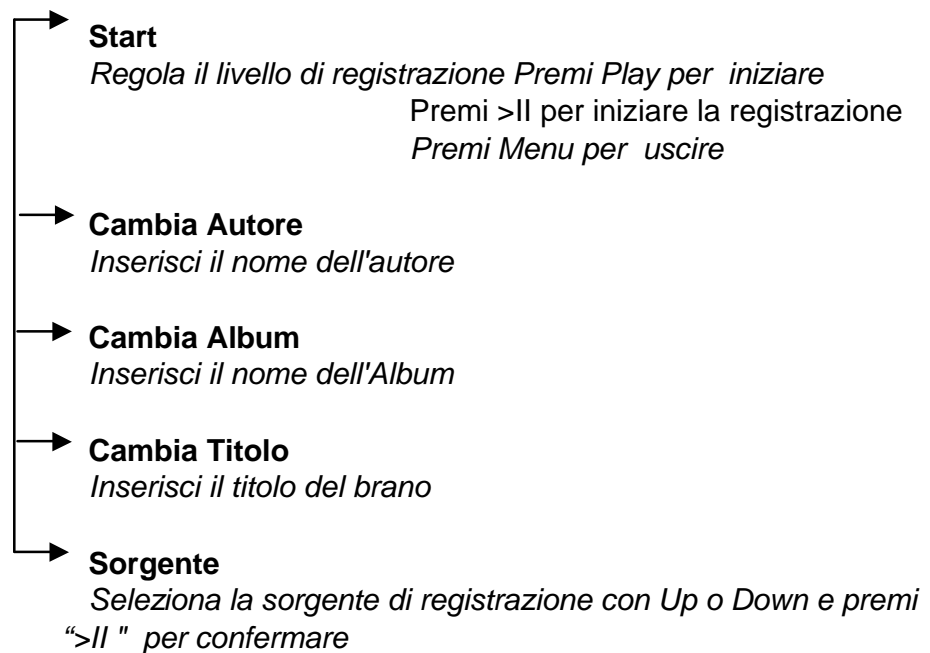 Start
Regola il livello di registrazione Premi Play per iniziare
Premi >II per iniziare la registrazione
Premi Menu per uscire
Cambia Autore
Inserisci il nome dell'autore
Cambia Album
Inserisci il nome dell'Album
Cambia Titolo
Inserisci il titolo del brano
Sorgente
Seleziona la sorgente di registrazione con Up o Down e premi
“>II " per confermare